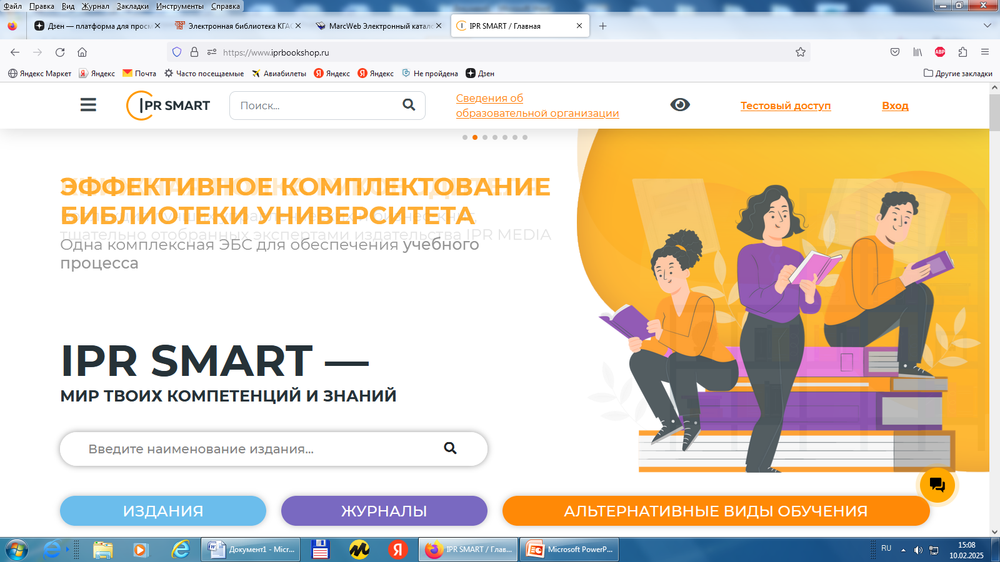 Файл Правка Вид Журнал Закладки Инструменты Справка
Дзен — платформа для просм
Электронная библиотека КГАС
MarcWeb Электронный катало
IPR SMART / Главная
https://www.iprbookshop.ru
ABP
Яндекс Маркет Яндекс Почта Часто посещаемые Авиабилеты Яндекс Яндекс Не пройдена Дзен Другие закладки
IPR SMART
Поиск...
Сведения об
образовательной организации
Тестовый доступ
Вход
ЭФФЕКТИВНОЕ КОМПЛЕКТОВАНИЕ
БИБЛИОТЕКИ УНИВЕРСИТЕТА
тщательно отобранных экспертами издательства IPR MEDIA
Одна комплексная ЭБС для обеспечения учебного
процесса
IPR SMART —
МИР ТВОИХ КОМПЕТЕНЦИЙ И ЗНАНИЙ
Введите наименование издания...
ИЗДАНИЯ
ЖУРНАЛЫ
АЛЬТЕРНАТИВНЫЕ ВИДЫ ОБУЧЕНИЯ
Документ1 - Micr...
IPR SMART / Глав...
Microsoft PowerP...
RU
15:08
10.02.2025